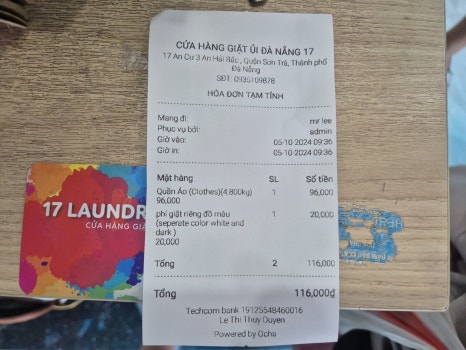 CỬA HÀNG GIẶT ỦI ĐÀ NẴNG 17
17 An Cư 3 An Hải Bắc , Quận Sơn Trà, Thành phố
Đà Nẵng
SĐT: 0935109878
HÓA ĐƠN TẠM TÍNH
Mang đi: mr lee
Phục vụ bởi: admin
Giờ vào: 05-10-2024 09:36
Giờ in: 05-10-2024 09:36
Mặt hàng SL Số tiền
Quần Áo (Clothes)(4.800kg) 1 96,000
96,000
phí giặt riêng đồ màu 1 20,000
(seperate color white and
dark )
20,000
Tổng 2 116,000
Tổng 116,000₫
Techcom bank 19125548460016
Le Thi Thuy Duyen
Powered by Ocha
17 LAUNDR
CỬA HÀNG GIẶ